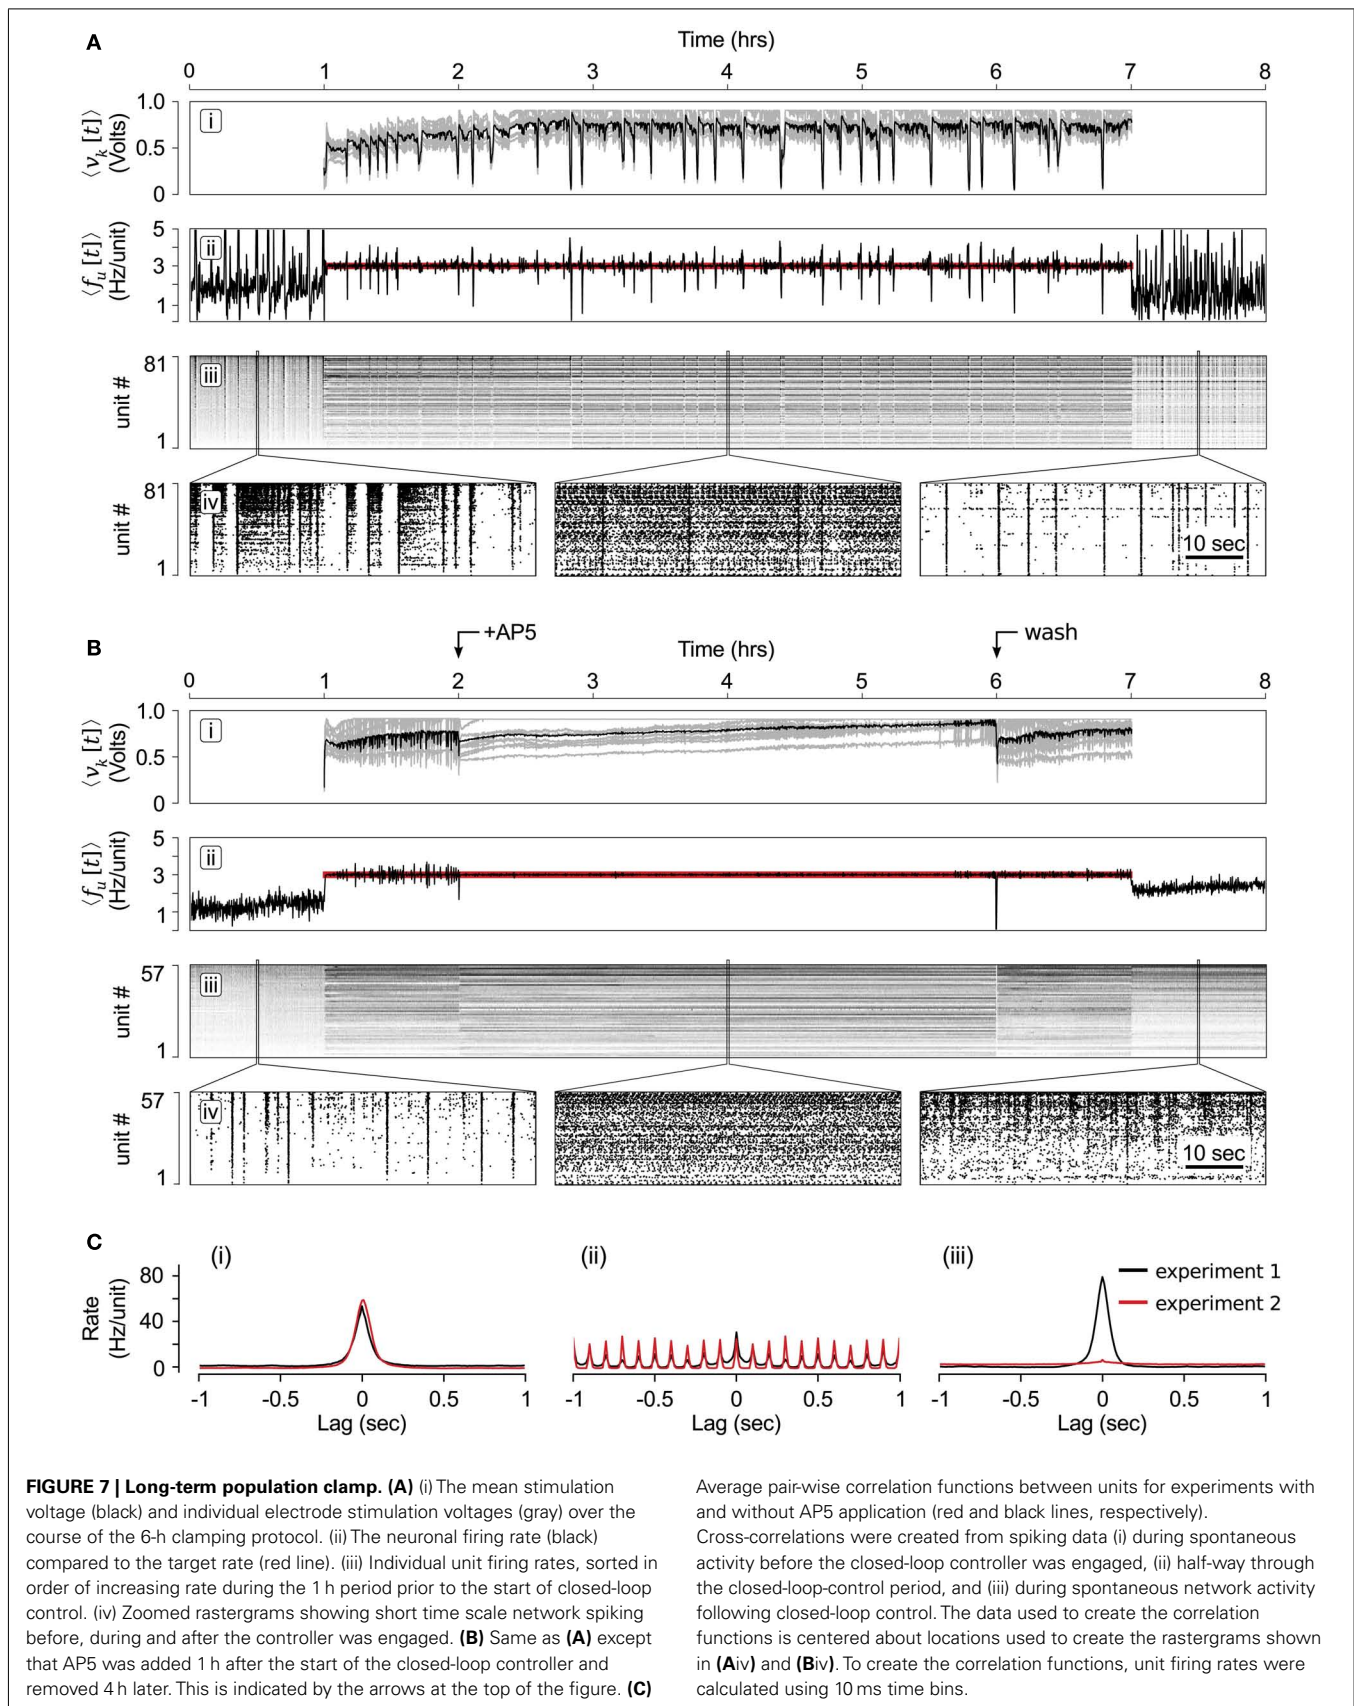 A
Time (hrs)
0 1 2 3 4 5 6 7 8
⟨v_k[t]⟩ (Volts)
1.0
0.5
0
i
⟨f_u[t]⟩ (Hz/unit)
5
3
1
ii
unit #
81
1
iii
unit #
81
1
iv
10 sec
B
+AP5
Time (hrs)
wash
0 1 2 3 4 5 6 7 8
⟨v_k[t]⟩ (Volts)
1.0
0.5
0
i
⟨f_u[t]⟩ (Hz/unit)
5
3
1
ii
unit #
57
1
iii
unit #
57
1
iv
10 sec
C
(i) (ii) (iii)
Rate (Hz/unit)
80
40
0
experiment 1
experiment 2
-1 -0.5 0 0.5 1
-1 -0.5 0 0.5 1
-1 -0.5 0 0.5 1
Lag (sec) Lag (sec) Lag (sec)
FIGURE 7 | Long-term population clamp. (A) (i) The mean stimulation
voltage (black) and individual electrode stimulation voltages (gray) over the
course of the 6-h clamping protocol. (ii) The neuronal firing rate (black)
compared to the target rate (red line). (iii) Individual unit firing rates, sorted in
order of increasing rate during the 1 h period prior to the start of closed-loop
control. (iv) Zoomed rastergrams showing short time scale network spiking
before, during and after the controller was engaged. (B) Same as (A) except
that AP5 was added 1 h after the start of the closed-loop controller and
removed 4 h later. This is indicated by the arrows at the top of the figure. (C)
Average pair-wise correlation functions between units for experiments with
and without AP5 application (red and black lines, respectively).
Cross-correlations were created from spiking data (i) during spontaneous
activity before the closed-loop controller was engaged, (ii) half-way through
the closed-loop-control period, and (iii) during spontaneous network activity
following closed-loop control. The data used to create the correlation
functions is centered about locations used to create the rastergrams shown
in (Aiv) and (Biv). To create the correlation functions, unit firing rates were
calculated using 10 ms time bins.